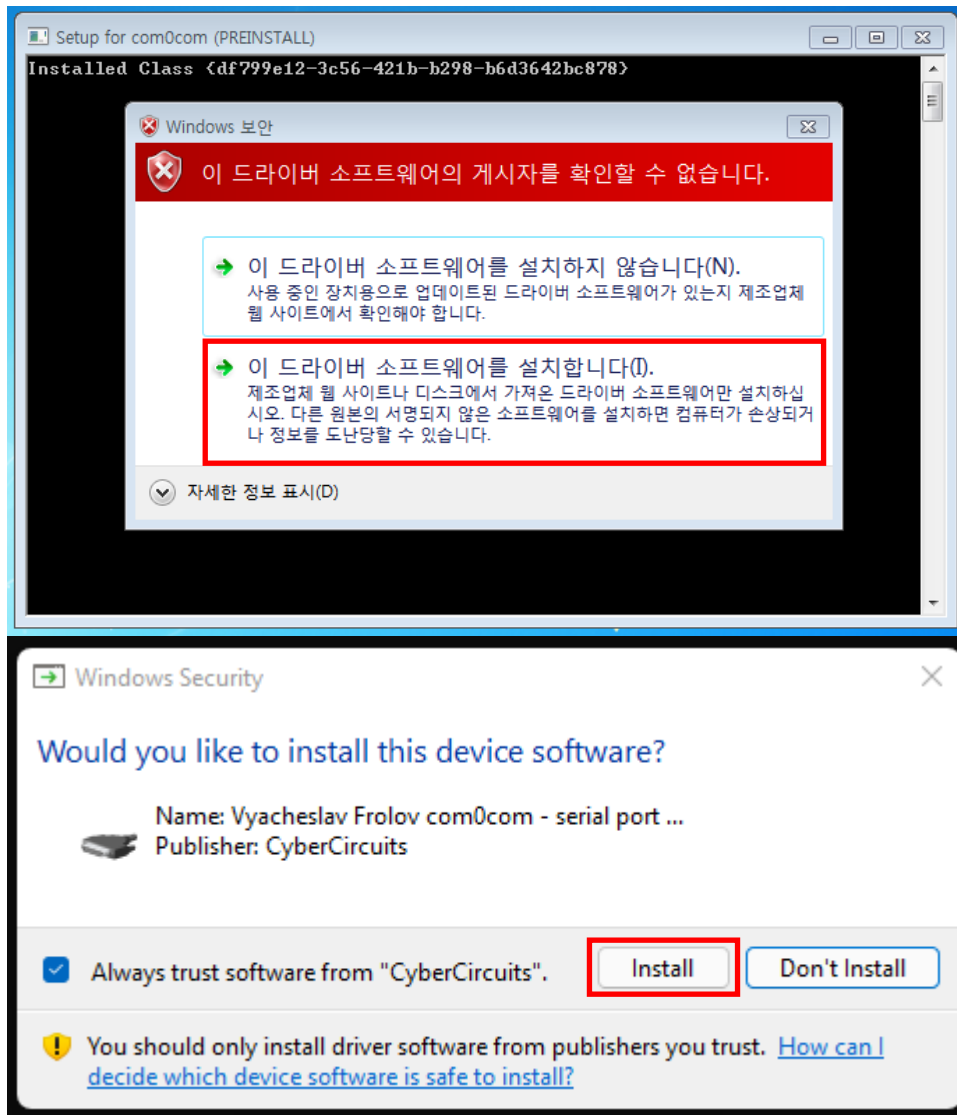 Setup for com0com (PREINSTALL)
Installed Class {df799e12-3c56-421b-b298-b6d3642bc878}
Windows 보안
이 드라이버 소프트웨어의 게시자를 확인할 수 없습니다.
이 드라이버 소프트웨어를 설치하지 않습니다(N).
사용 중인 장치용으로 업데이트된 드라이버 소프트웨어가 있는지 제조업체
웹 사이트에서 확인해야 합니다.
이 드라이버 소프트웨어를 설치합니다(I).
제조업체 웹 사이트나 디스크에서 가져온 드라이버 소프트웨어만 설치하십
시오. 다른 원본의 서명되지 않은 소프트웨어를 설치하면 컴퓨터가 손상되거
나 정보를 도난당할 수 있습니다.
자세한 정보 표시(D)
Windows Security
Would you like to install this device software?
Name: Vyacheslav Frolov com0com - serial port ...
Publisher: CyberCircuits
Always trust software from "CyberCircuits".
Install
Don't Install
You should only install driver software from publishers you trust. How can I
decide which device software is safe to install?